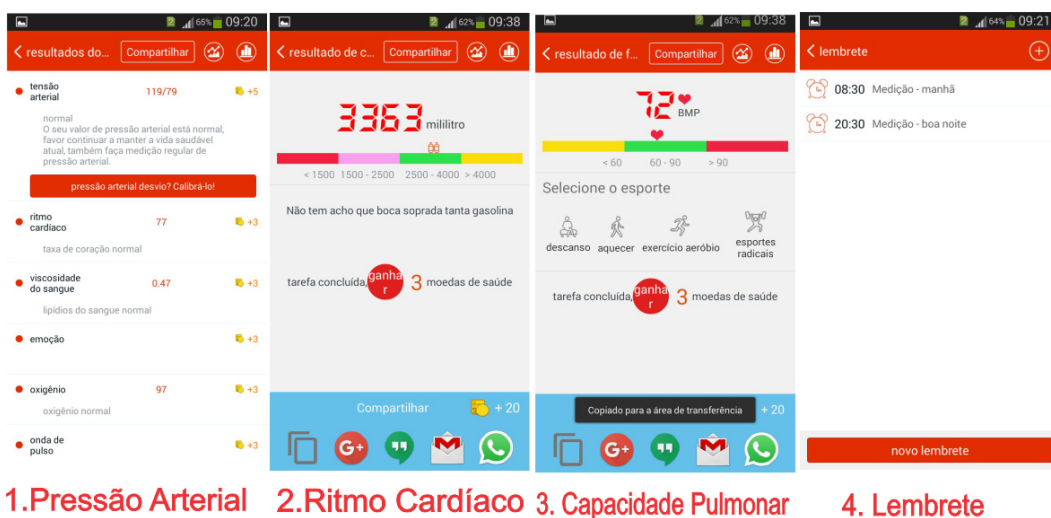 65% 09:20
resultados do... Compartilhar
tensão
arterial 119/79 +5
normal
O seu valor de pressão arterial está normal,
favor continuar a manter a vida saudável
atual, também faça medição regular de
pressão arterial.
pressão arterial desvio? Calibrá-lo!
ritmo
cardíaco 77 +3
taxa de coração normal
viscosidade
do sangue 0.47 +3
lipídios do sangue normal
emoção +3
oxigênio 97 +3
oxigênio normal
onda de
pulso +3
1.Pressão Arterial
62% 09:38
resultado de c... Compartilhar
3363 mililitro
< 1500 1500 - 2500 2500 - 4000 > 4000
Não tem acho que boca soprada tanta gasolina
tarefa concluída, ganha
r 3 moedas de saúde
Compartilhar + 20
G+
2.Ritmo Cardíaco
62% 09:38
resultado de f... Compartilhar
72 BMP
< 60 60 - 90 > 90
Selecione o esporte
descanso aquecer exercício aeróbio esportes
radicais
tarefa concluída, ganha
r 3 moedas de saúde
Copiado para a área de transferência + 20
G+
3. Capacidade Pulmonar
64% 09:21
lembrete
08:30 Medição - manhã
20:30 Medição - boa noite
novo lembrete
4. Lembrete